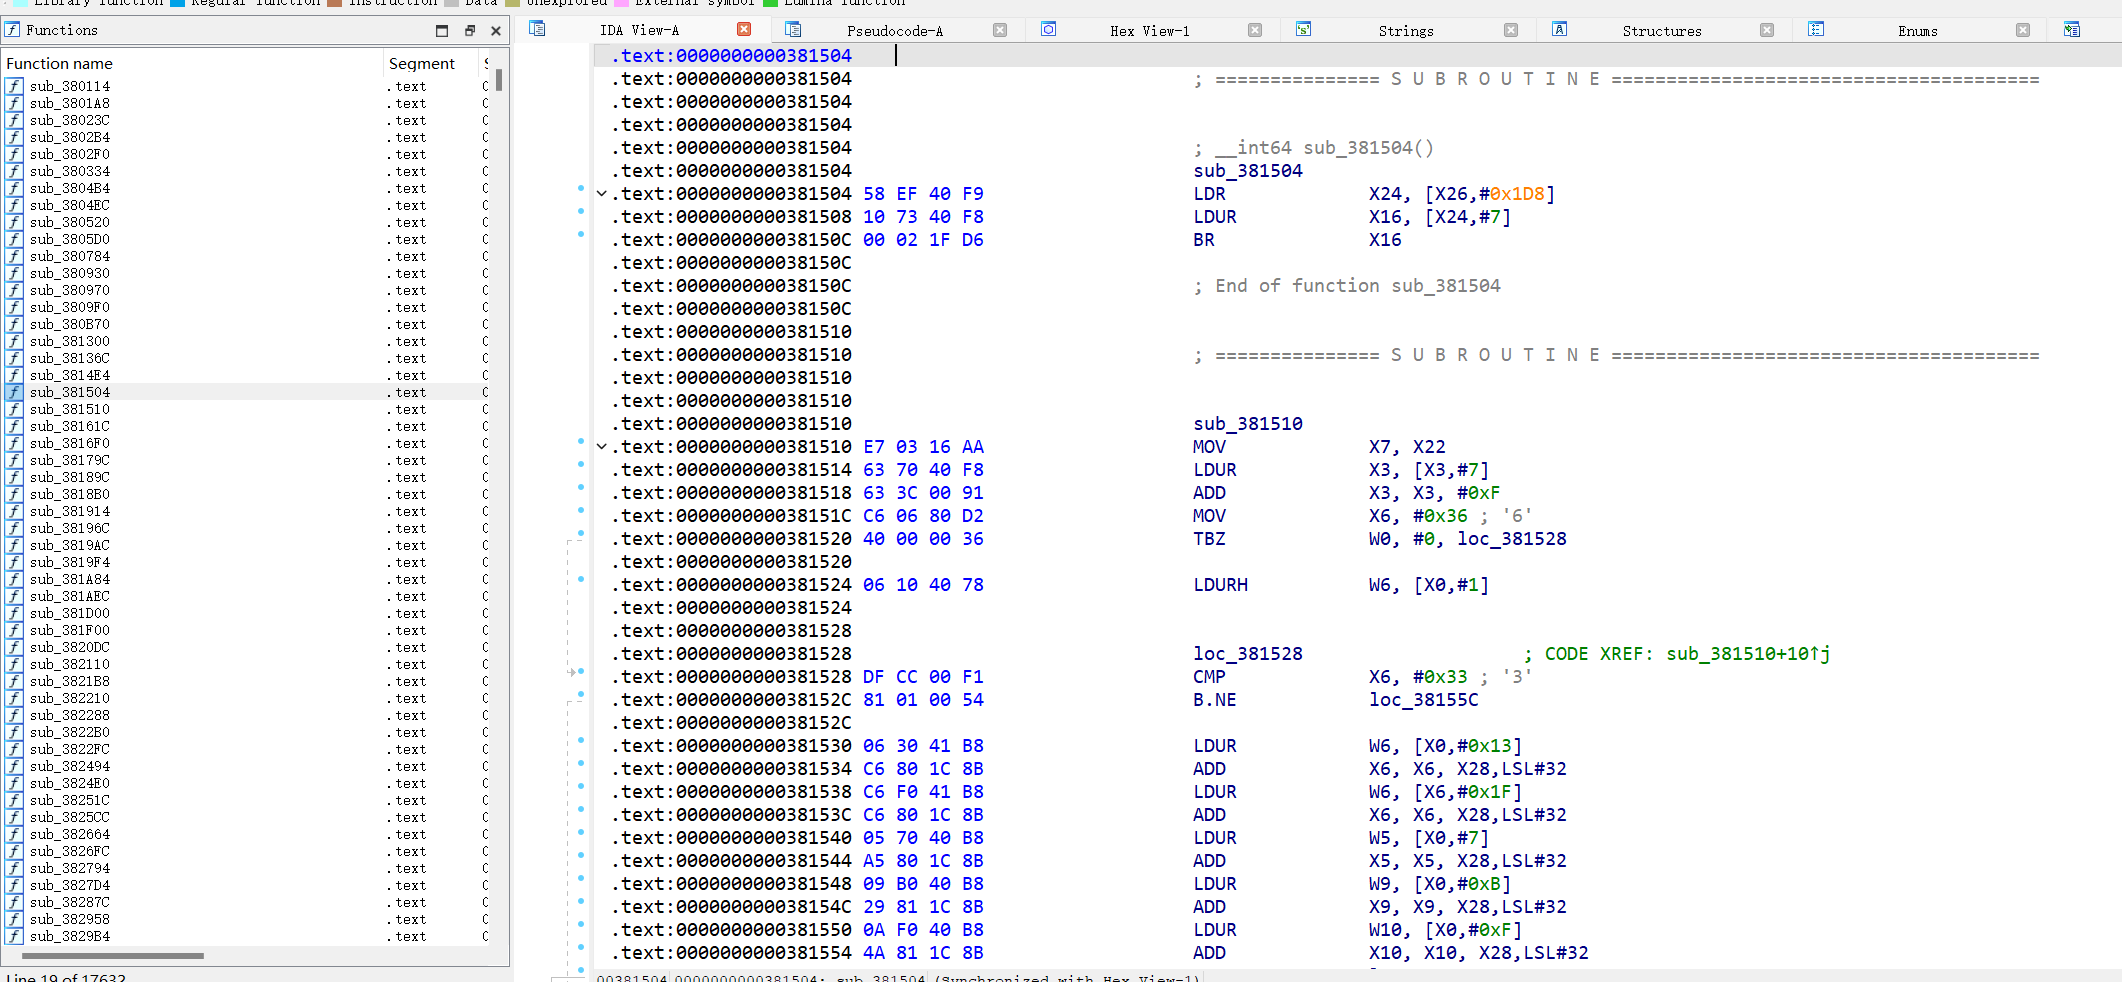 Library function Regular function Instruction Data Unexplored External symbol Lumina function
Functions
Function name Segment
sub_380114 .text
sub_3801A8 .text
sub_38023C .text
sub_3802B4 .text
sub_3802F0 .text
sub_380334 .text
sub_3804B4 .text
sub_3804EC .text
sub_380520 .text
sub_3805D0 .text
sub_380784 .text
sub_380930 .text
sub_380970 .text
sub_3809F0 .text
sub_380B70 .text
sub_381300 .text
sub_38136C .text
sub_3814E4 .text
sub_381504 .text
sub_381510 .text
sub_38161C .text
sub_3816F0 .text
sub_38179C .text
sub_38189C .text
sub_3818B0 .text
sub_381914 .text
sub_38196C .text
sub_3819AC .text
sub_3819F4 .text
sub_381A84 .text
sub_381AEC .text
sub_381D00 .text
sub_381F00 .text
sub_3820DC .text
sub_382110 .text
sub_3821B8 .text
sub_382210 .text
sub_382288 .text
sub_3822B0 .text
sub_3822FC .text
sub_382494 .text
sub_3824E0 .text
sub_38251C .text
sub_3825CC .text
sub_382664 .text
sub_3826FC .text
sub_382794 .text
sub_3827D4 .text
sub_38287C .text
sub_382958 .text
sub_3829B4 .text
Line 19 of 17632
IDA View-A Pseudocode-A Hex View-1 Strings Structures Enums
.text:0000000000381504
.text:0000000000381504 ; =============== S U B R O U T I N E =======================================
.text:0000000000381504
.text:0000000000381504
.text:0000000000381504 ; __int64 sub_381504()
.text:0000000000381504 sub_381504
.text:0000000000381504 58 EF 40 F9 LDR X24, [X26,#0x1D8]
.text:0000000000381508 10 73 40 F8 LDUR X16, [X24,#7]
.text:000000000038150C 00 02 1F D6 BR X16
.text:000000000038150C
.text:000000000038150C ; End of function sub_381504
.text:000000000038150C
.text:0000000000381510
.text:0000000000381510 ; =============== S U B R O U T I N E =======================================
.text:0000000000381510
.text:0000000000381510
.text:0000000000381510 sub_381510
.text:0000000000381510 E7 03 16 AA MOV X7, X22
.text:0000000000381514 63 70 40 F8 LDUR X3, [X3,#7]
.text:0000000000381518 63 3C 00 91 ADD X3, X3, #0xF
.text:000000000038151C C6 06 80 D2 MOV X6, #0x36 ; '6'
.text:0000000000381520 40 00 00 36 TBZ W0, #0, loc_381528
.text:0000000000381520
.text:0000000000381524 06 10 40 78 LDURH W6, [X0,#1]
.text:0000000000381524
.text:0000000000381528
.text:0000000000381528 loc_381528 ; CODE XREF: sub_381510+10↑j
.text:0000000000381528 DF CC 00 F1 CMP X6, #0x33 ; '3'
.text:000000000038152C 81 01 00 54 B.NE loc_38155C
.text:000000000038152C
.text:0000000000381530 06 30 41 B8 LDUR W6, [X0,#0x13]
.text:0000000000381534 C6 80 1C 8B ADD X6, X6, X28,LSL#32
.text:0000000000381538 C6 F0 41 B8 LDUR W6, [X6,#0x1F]
.text:000000000038153C C6 80 1C 8B ADD X6, X6, X28,LSL#32
.text:0000000000381540 05 70 40 B8 LDUR W5, [X0,#7]
.text:0000000000381544 A5 80 1C 8B ADD X5, X5, X28,LSL#32
.text:0000000000381548 09 B0 40 B8 LDUR W9, [X0,#0xB]
.text:000000000038154C 29 81 1C 8B ADD X9, X9, X28,LSL#32
.text:0000000000381550 0A F0 40 B8 LDUR W10, [X0,#0xF]
.text:0000000000381554 4A 81 1C 8B ADD X10, X10, X28,LSL#32
00381504 0000000000381504: sub_381504 (Synchronized with Hex View-1)